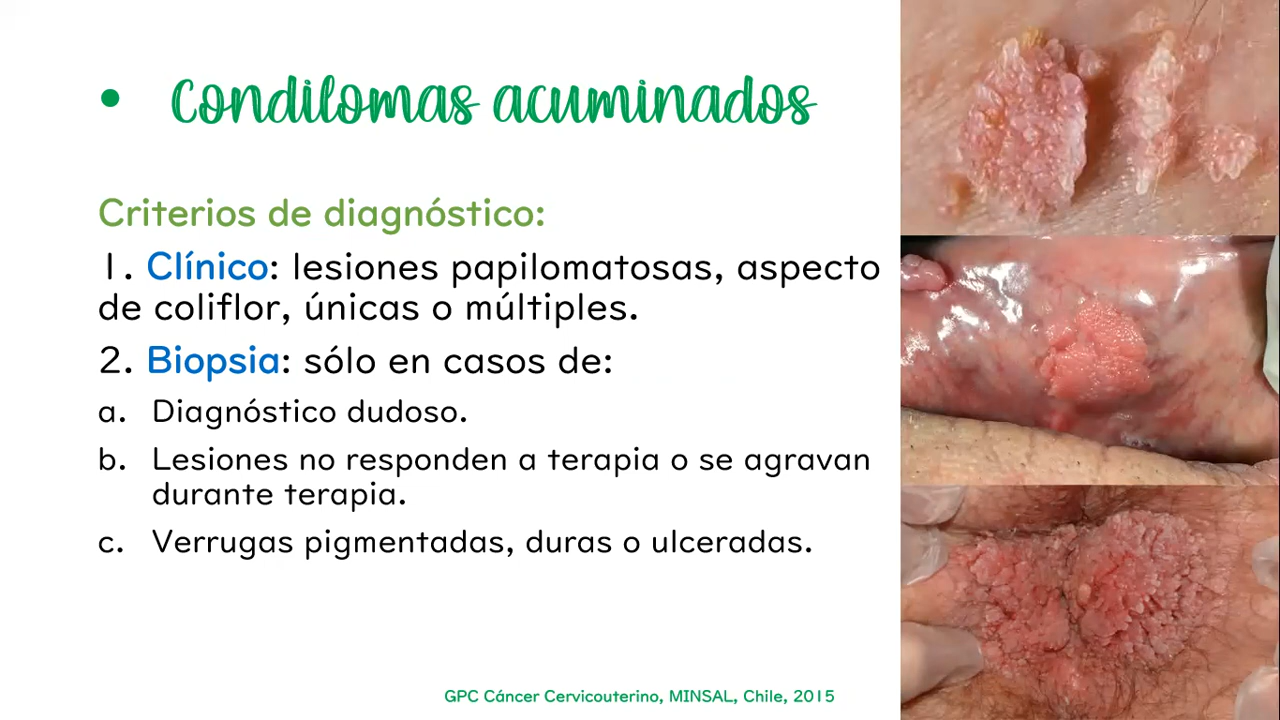 • Condilomas acuminados
Criterios de diagnóstico:
1. Clínico: lesiones papilomatosas, aspecto
de coliflor, únicas o múltiples.
2. Biopsia: sólo en casos de:
a. Diagnóstico dudoso.
b. Lesiones no responden a terapia o se agravan
durante terapia.
c. Verrugas pigmentadas, duras o ulceradas.
GPC Cáncer Cervicouterino, MINSAL, Chile, 2015